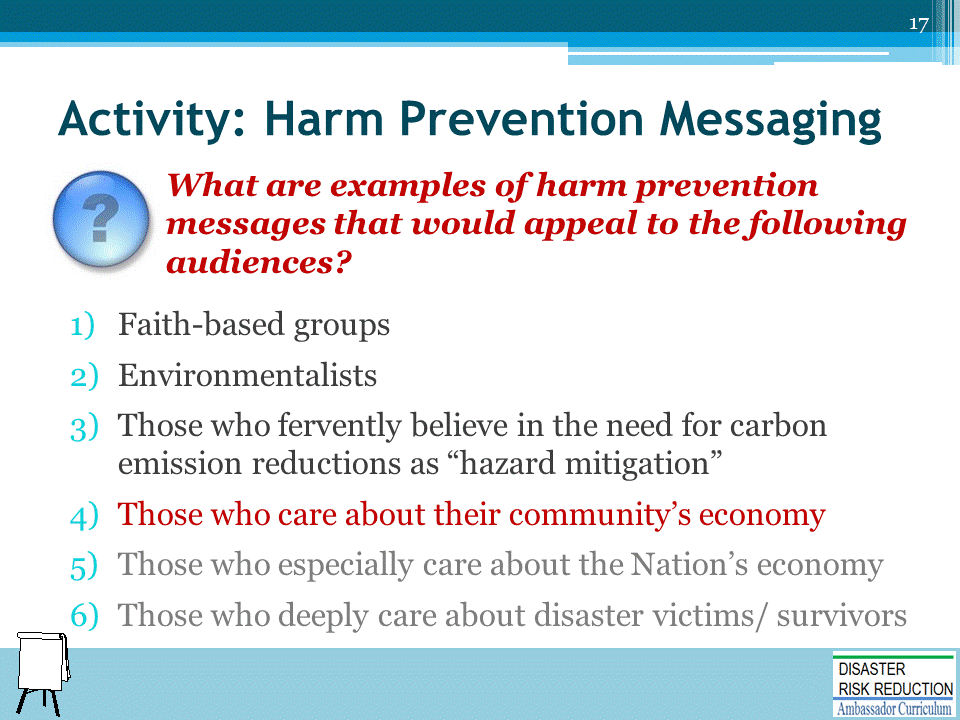 17
Activity: Harm Prevention Messaging
?
What are examples of harm prevention
messages that would appeal to the following
audiences?
1) Faith-based groups
2) Environmentalists
3) Those who fervently believe in the need for carbon
emission reductions as “hazard mitigation”
4) Those who care about their community’s economy
5) Those who especially care about the Nation’s economy
6) Those who deeply care about disaster victims/ survivors
DISASTER
RISK REDUCTION
Ambassador Curriculum